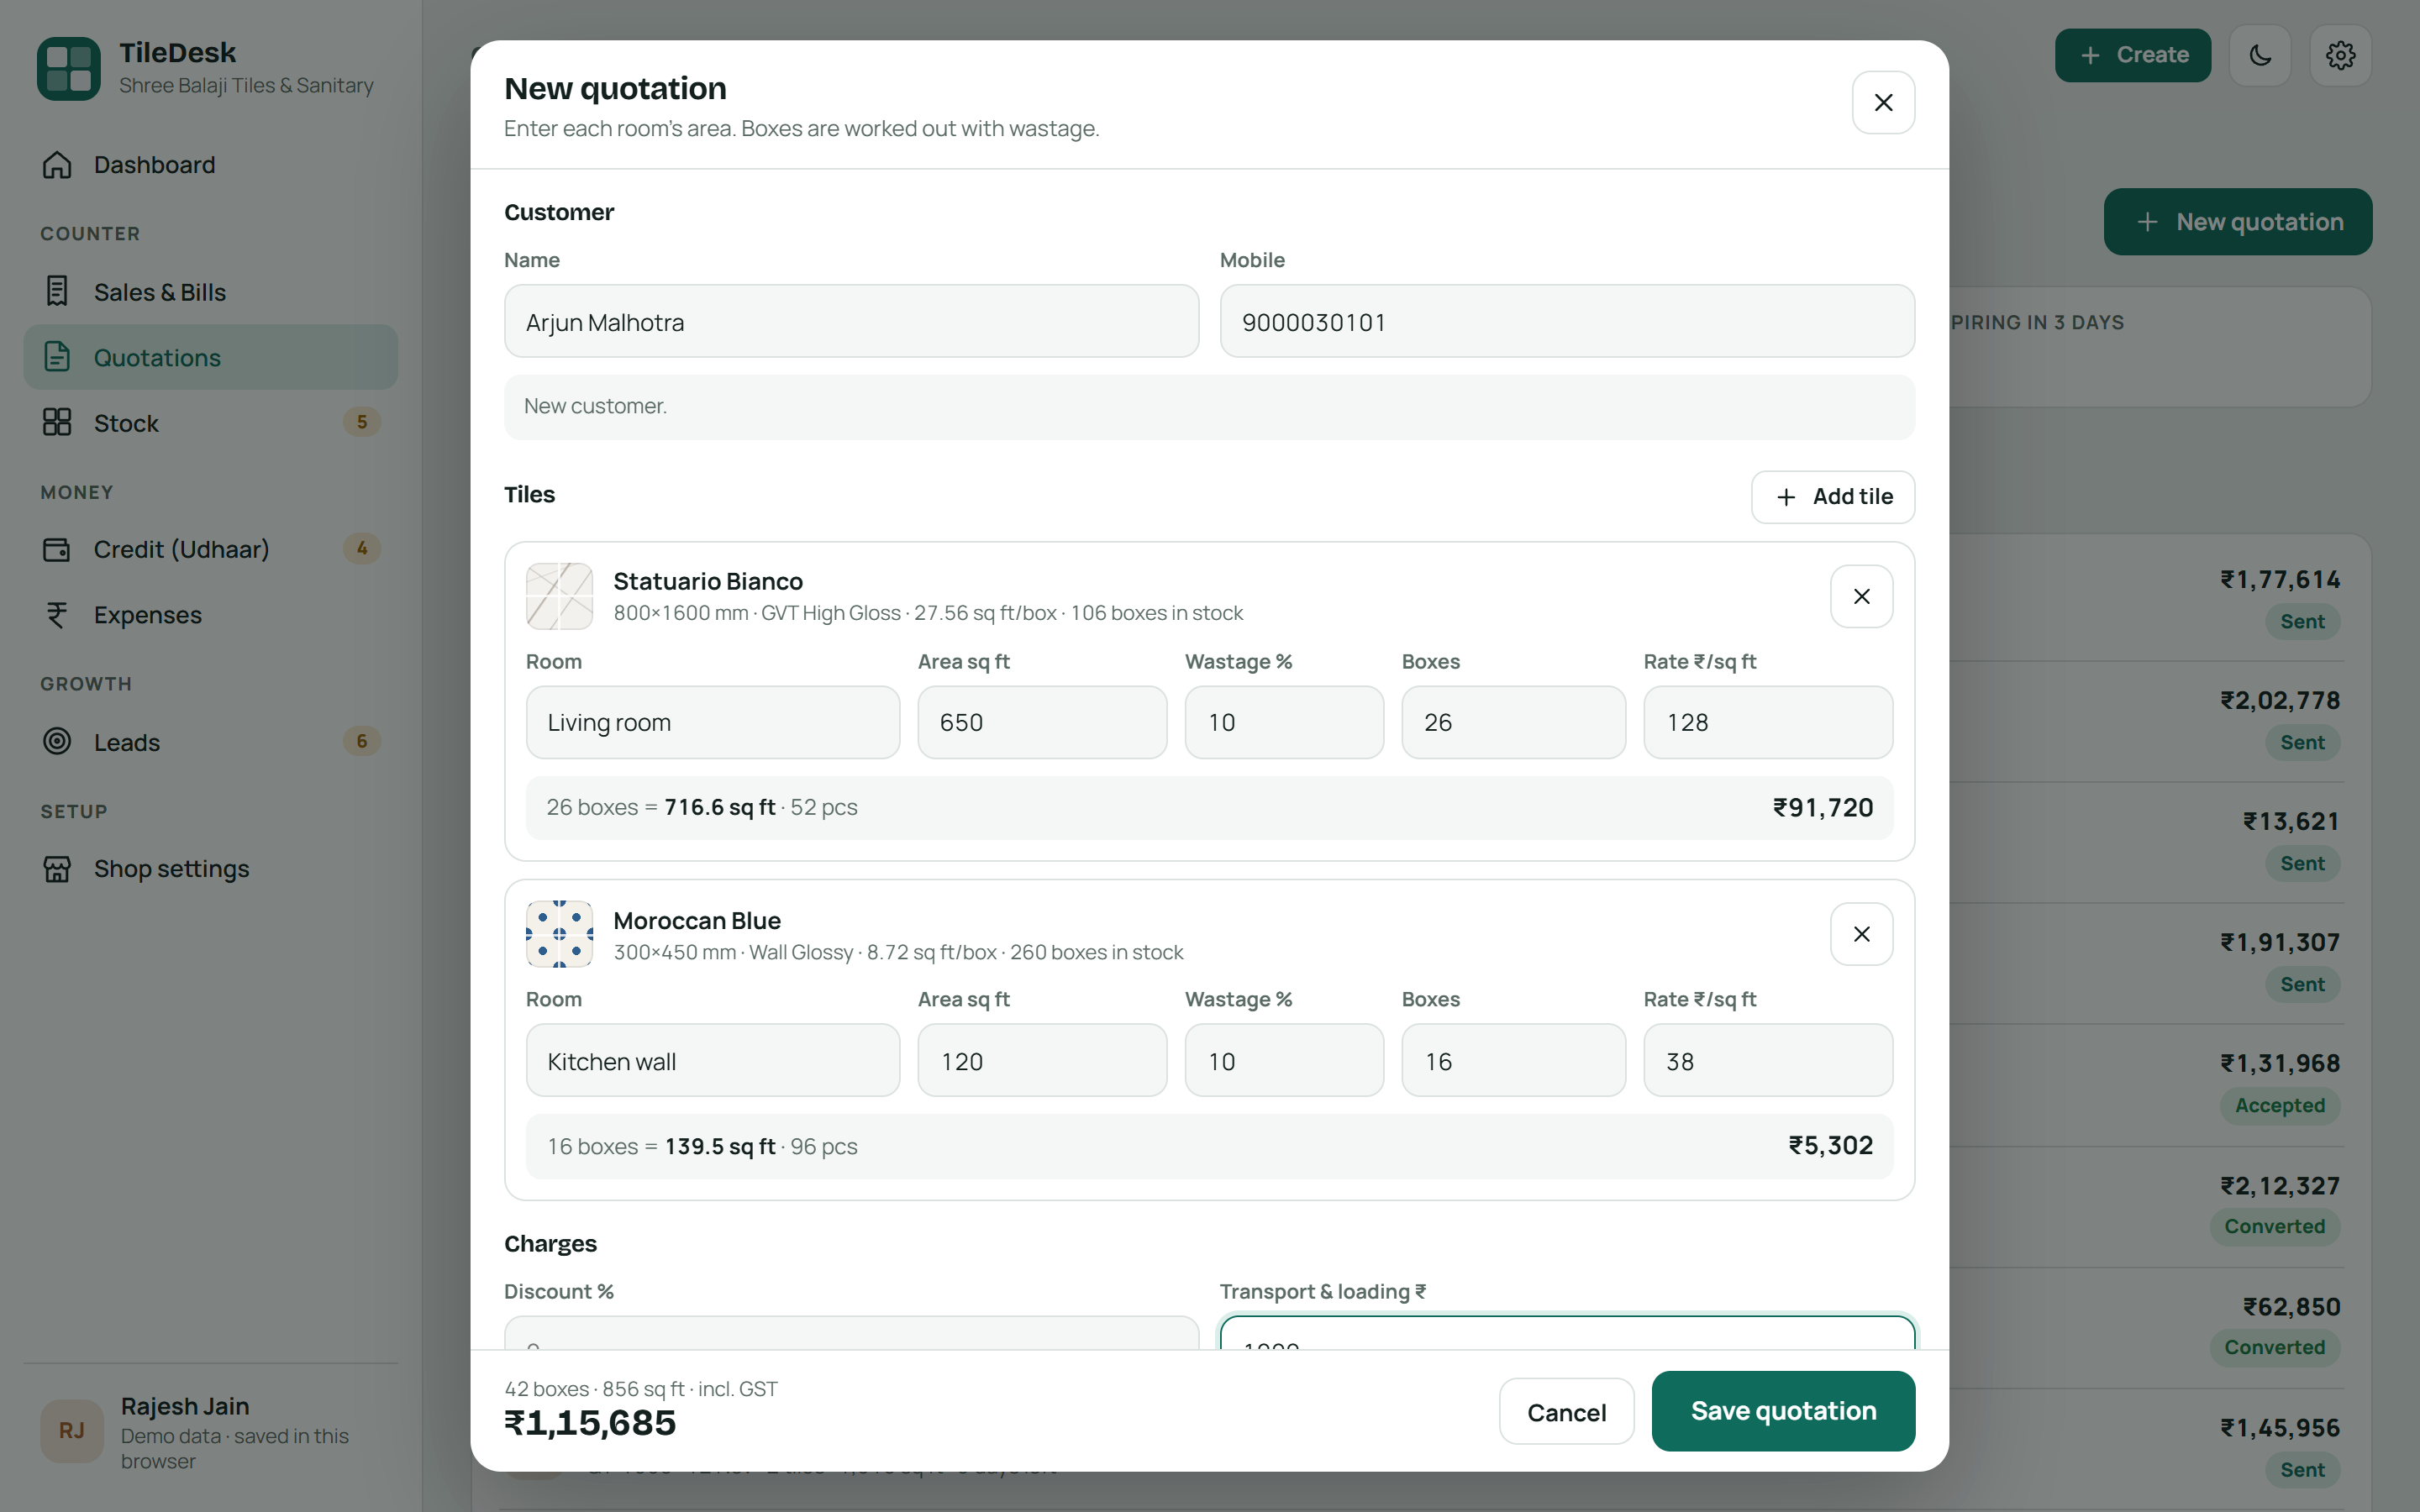 TileDesk
Shree Balaji Tiles & Sanitary
Dashboard
COUNTER
Sales & Bills
Quotations
Stock 5
MONEY
Credit (Udhaar) 4
Expenses
GROWTH
Leads 6
SETUP
Shop settings
RJ
Rajesh Jain
Demo data · saved in this
browser
Create
New quotation
PIRING IN 3 DAYS
₹1,77,614
Sent
₹2,02,778
Sent
₹13,621
Sent
₹1,91,307
Sent
₹1,31,968
Accepted
₹2,12,327
Converted
₹62,850
Converted
₹1,45,956
Sent
New quotation
Enter each room's area. Boxes are worked out with wastage.
Customer
Name Mobile
Arjun Malhotra 9000030101
New customer.
Tiles
Add tile
Statuario Bianco
800×1600 mm · GVT High Gloss · 27.56 sq ft/box · 106 boxes in stock
Room Area sq ft Wastage % Boxes Rate ₹/sq ft
Living room 650 10 26 128
26 boxes = 716.6 sq ft · 52 pcs ₹91,720
Moroccan Blue
300×450 mm · Wall Glossy · 8.72 sq ft/box · 260 boxes in stock
Room Area sq ft Wastage % Boxes Rate ₹/sq ft
Kitchen wall 120 10 16 38
16 boxes = 139.5 sq ft · 96 pcs ₹5,302
Charges
Discount % Transport & loading ₹
42 boxes · 856 sq ft · incl. GST
₹1,15,685
Cancel
Save quotation